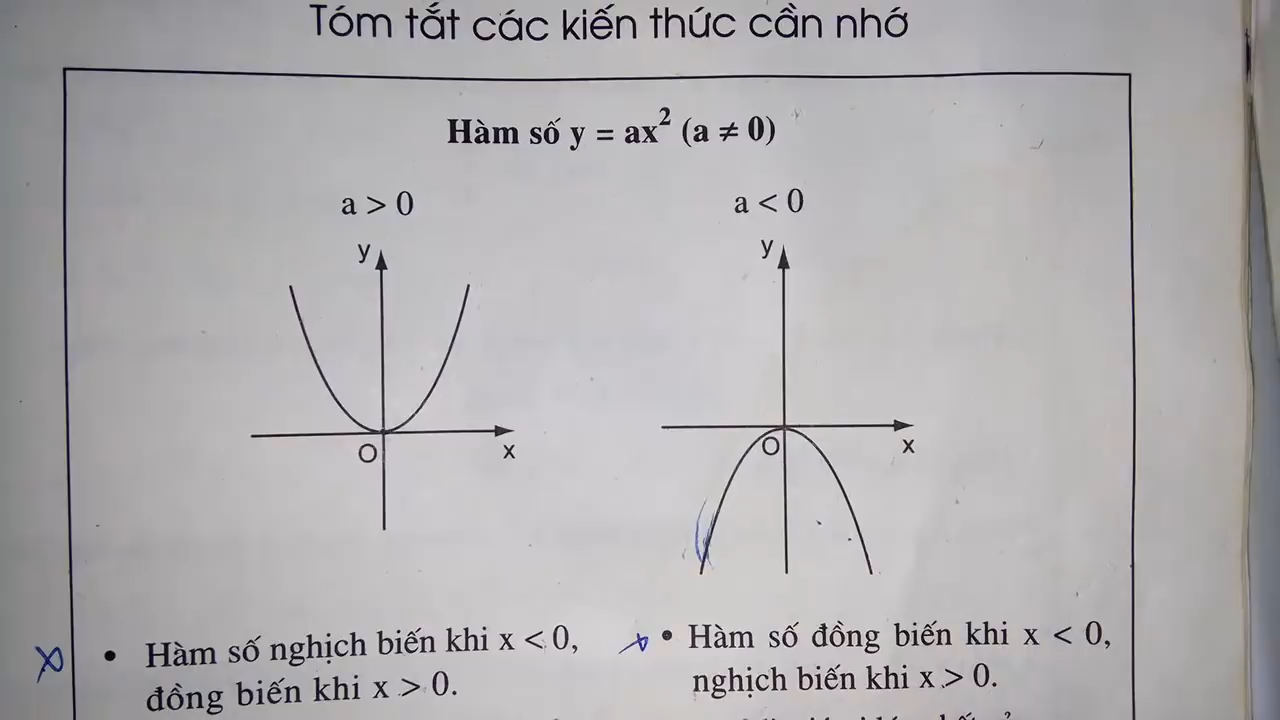 Tóm tắt các kiến thức cần nhớ
Hàm số y = ax² (a ≠ 0)
a > 0
a < 0
y
O
x
y
O
x
• Hàm số nghịch biến khi x < 0,
đồng biến khi x > 0.
• Hàm số đồng biến khi x < 0,
nghịch biến khi x > 0.